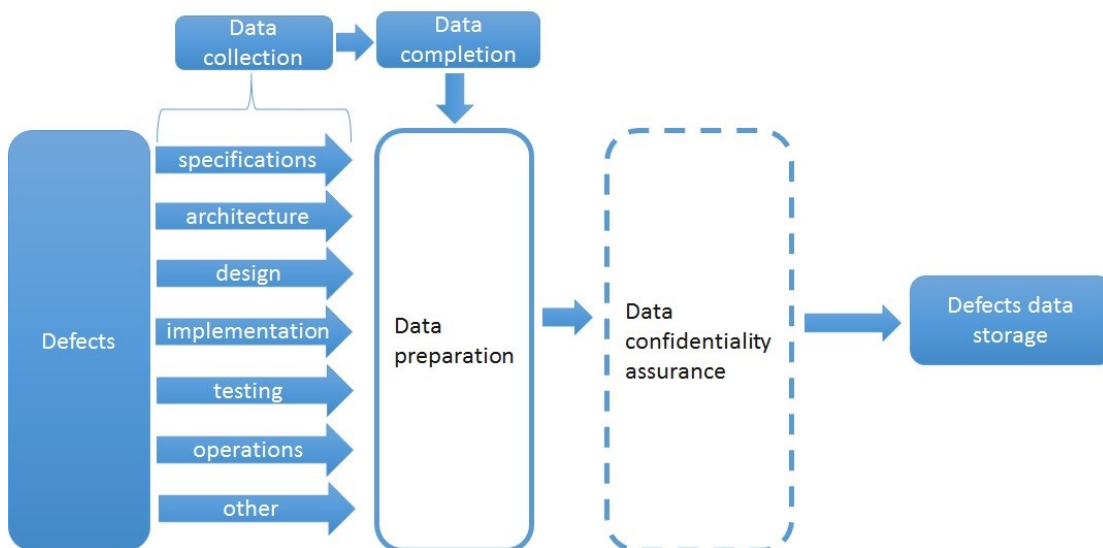 Data
collection
Data
completion
specifications
architecture
design
implementation
testing
operations
other
Defects
Data
preparation
Data
confidentiality
assurance
Defects data
storage